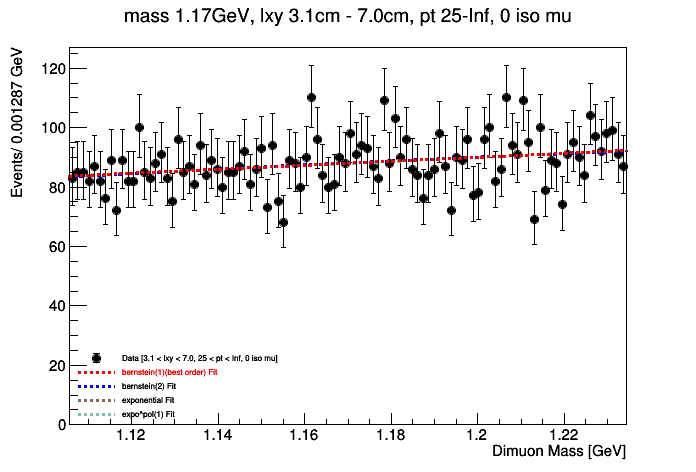 mass 1.17GeV, lxy 3.1cm - 7.0cm, pt 25-Inf, 0 iso mu
Events/ 0.001287 GeV
120
100
80
60
40
20
0
Data [3.1 < lxy < 7.0, 25 < pt < Inf, 0 iso mu]
bernstein(1)(best order) Fit
bernstein(2) Fit
exponential Fit
expo^pol(1) Fit
1.12 1.14 1.16 1.18 1.2 1.22
Dimuon Mass [GeV]